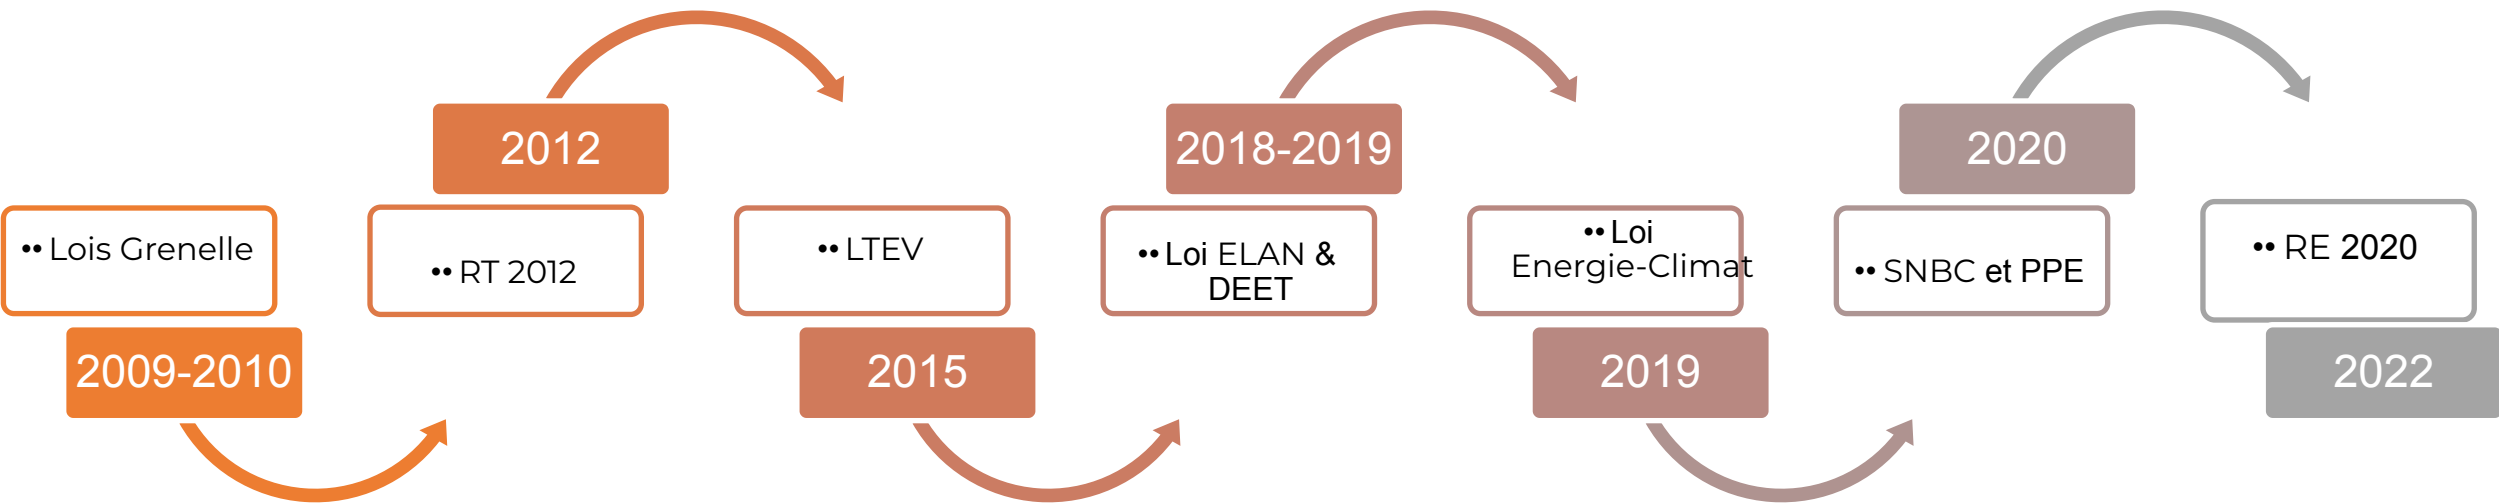 •• Lois Grenelle
2009-2010
2012
•• RT 2012
•• LTEV
2015
2018-2019
•• Loi ELAN &
DEET
•• Loi
Energie-Climat
2019
2020
•• SNBC et PPE
•• RE 2020
2022